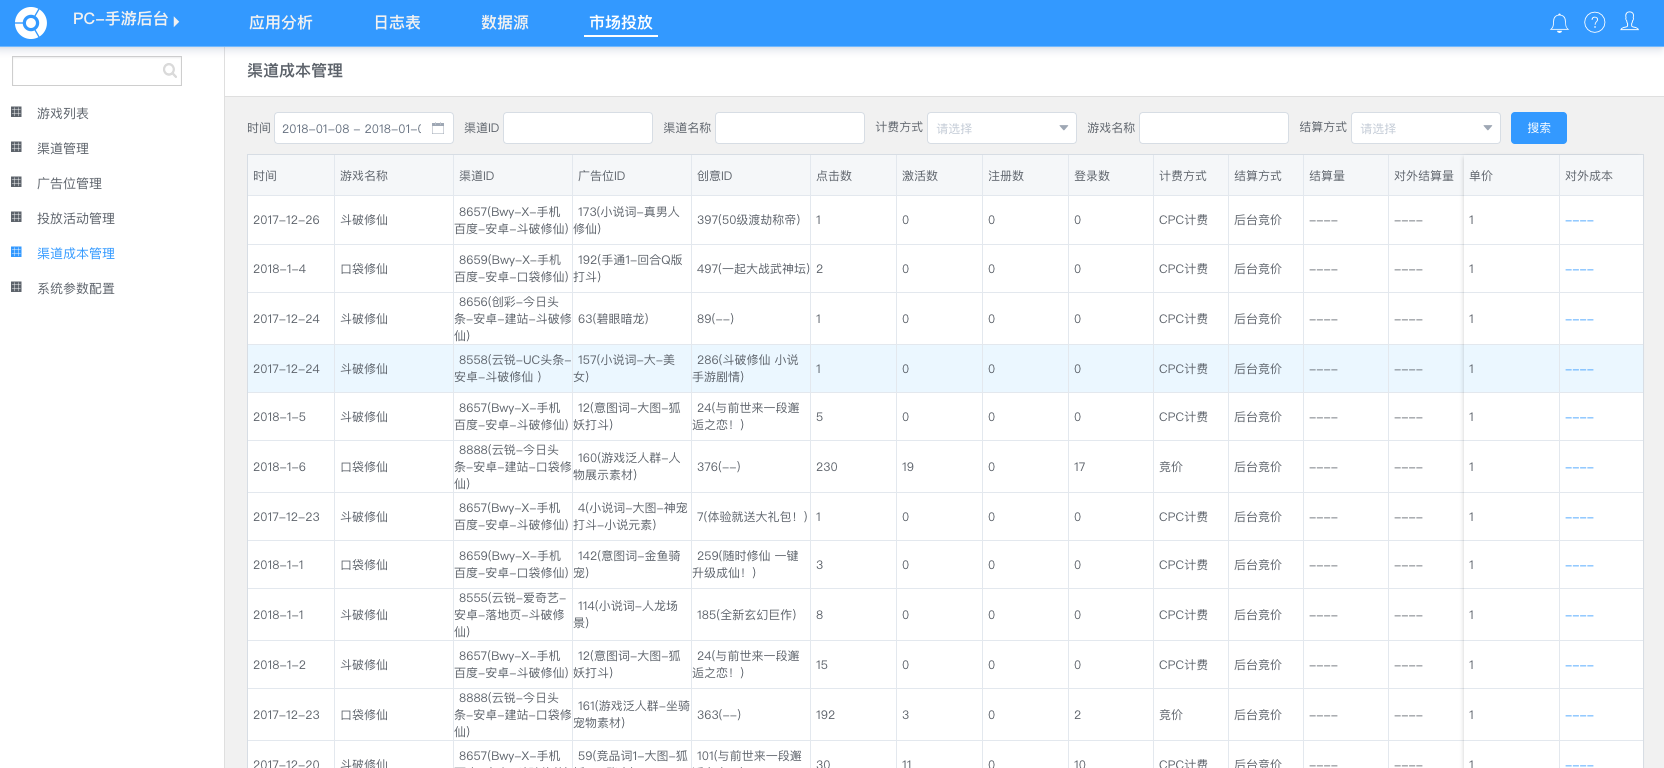 PC-手游后台
应用分析 日志表 数据源 市场投放
渠道成本管理
游戏列表
渠道管理
广告位管理
投放活动管理
渠道成本管理
系统参数配置
时间 2018-01-08 - 2018-01-0 渠道ID 渠道名称 计费方式 请选择 游戏名称 结算方式 请选择 搜索
时间 游戏名称 渠道ID 广告位ID 创意ID 点击数 激活数 注册数 登录数 计费方式 结算方式 结算量 对外结算量 单价 对外成本
2017-12-26 斗破修仙 8657(Bwy-X-手机百度-安卓-斗破修仙) 173(小说词-真男人修仙) 397(50级渡劫称帝) 1 0 0 0 CPC计费 后台竞价 ---- ---- 1 ----
2018-1-4 口袋修仙 8659(Bwy-X-手机百度-安卓-口袋修仙) 192(手通1-回合Q版打斗) 497(一起大战武神坛) 2 0 0 0 CPC计费 后台竞价 ---- ---- 1 ----
2017-12-24 斗破修仙 8656(创彩-今日头条-安卓-建站-斗破修仙) 63(碧眼暗龙) 89(--) 1 0 0 0 CPC计费 后台竞价 ---- ---- 1 ----
2017-12-24 斗破修仙 8558(云锐-UC头条-安卓-斗破修仙 ) 157(小说词-大-美女) 286(斗破修仙 小说手游剧情) 1 0 0 0 CPC计费 后台竞价 ---- ---- 1 ----
2018-1-5 斗破修仙 8657(Bwy-X-手机百度-安卓-斗破修仙) 12(意图词-大图-狐妖打斗) 24(与前世来一段邂逅之恋！) 5 0 0 0 CPC计费 后台竞价 ---- ---- 1 ----
2018-1-6 口袋修仙 8888(云锐-今日头条-安卓-建站-口袋修仙) 160(游戏泛人群-人物展示素材) 376(--) 230 19 0 17 竞价 后台竞价 ---- ---- 1 ----
2017-12-23 斗破修仙 8657(Bwy-X-手机百度-安卓-斗破修仙) 4(小说词-大图-神宠打斗-小说元素) 7(体验就送大礼包！) 1 0 0 0 CPC计费 后台竞价 ---- ---- 1 ----
2018-1-1 口袋修仙 8659(Bwy-X-手机百度-安卓-口袋修仙) 142(意图词-金鱼骑宠) 259(随时修仙 一键升级成仙！) 3 0 0 0 CPC计费 后台竞价 ---- ---- 1 ----
2018-1-1 斗破修仙 8555(云锐-爱奇艺-安卓-落地页-斗破修仙) 114(小说词-人龙场景) 185(全新玄幻巨作) 8 0 0 0 CPC计费 后台竞价 ---- ---- 1 ----
2018-1-2 斗破修仙 8657(Bwy-X-手机百度-安卓-斗破修仙) 12(意图词-大图-狐妖打斗) 24(与前世来一段邂逅之恋！) 15 0 0 0 CPC计费 后台竞价 ---- ---- 1 ----
2017-12-23 口袋修仙 8888(云锐-今日头条-安卓-建站-口袋修仙) 161(游戏泛人群-坐骑宠物素材) 363(--) 192 3 0 2 竞价 后台竞价 ---- ---- 1 ----
2017-12-20 斗破修仙 8657(Bwy-X-手机 59(竞品词1-大图-狐 101(与前世来一段邂 30 11 0 10 CPC计费 后台竞价 ---- ---- 1 ----